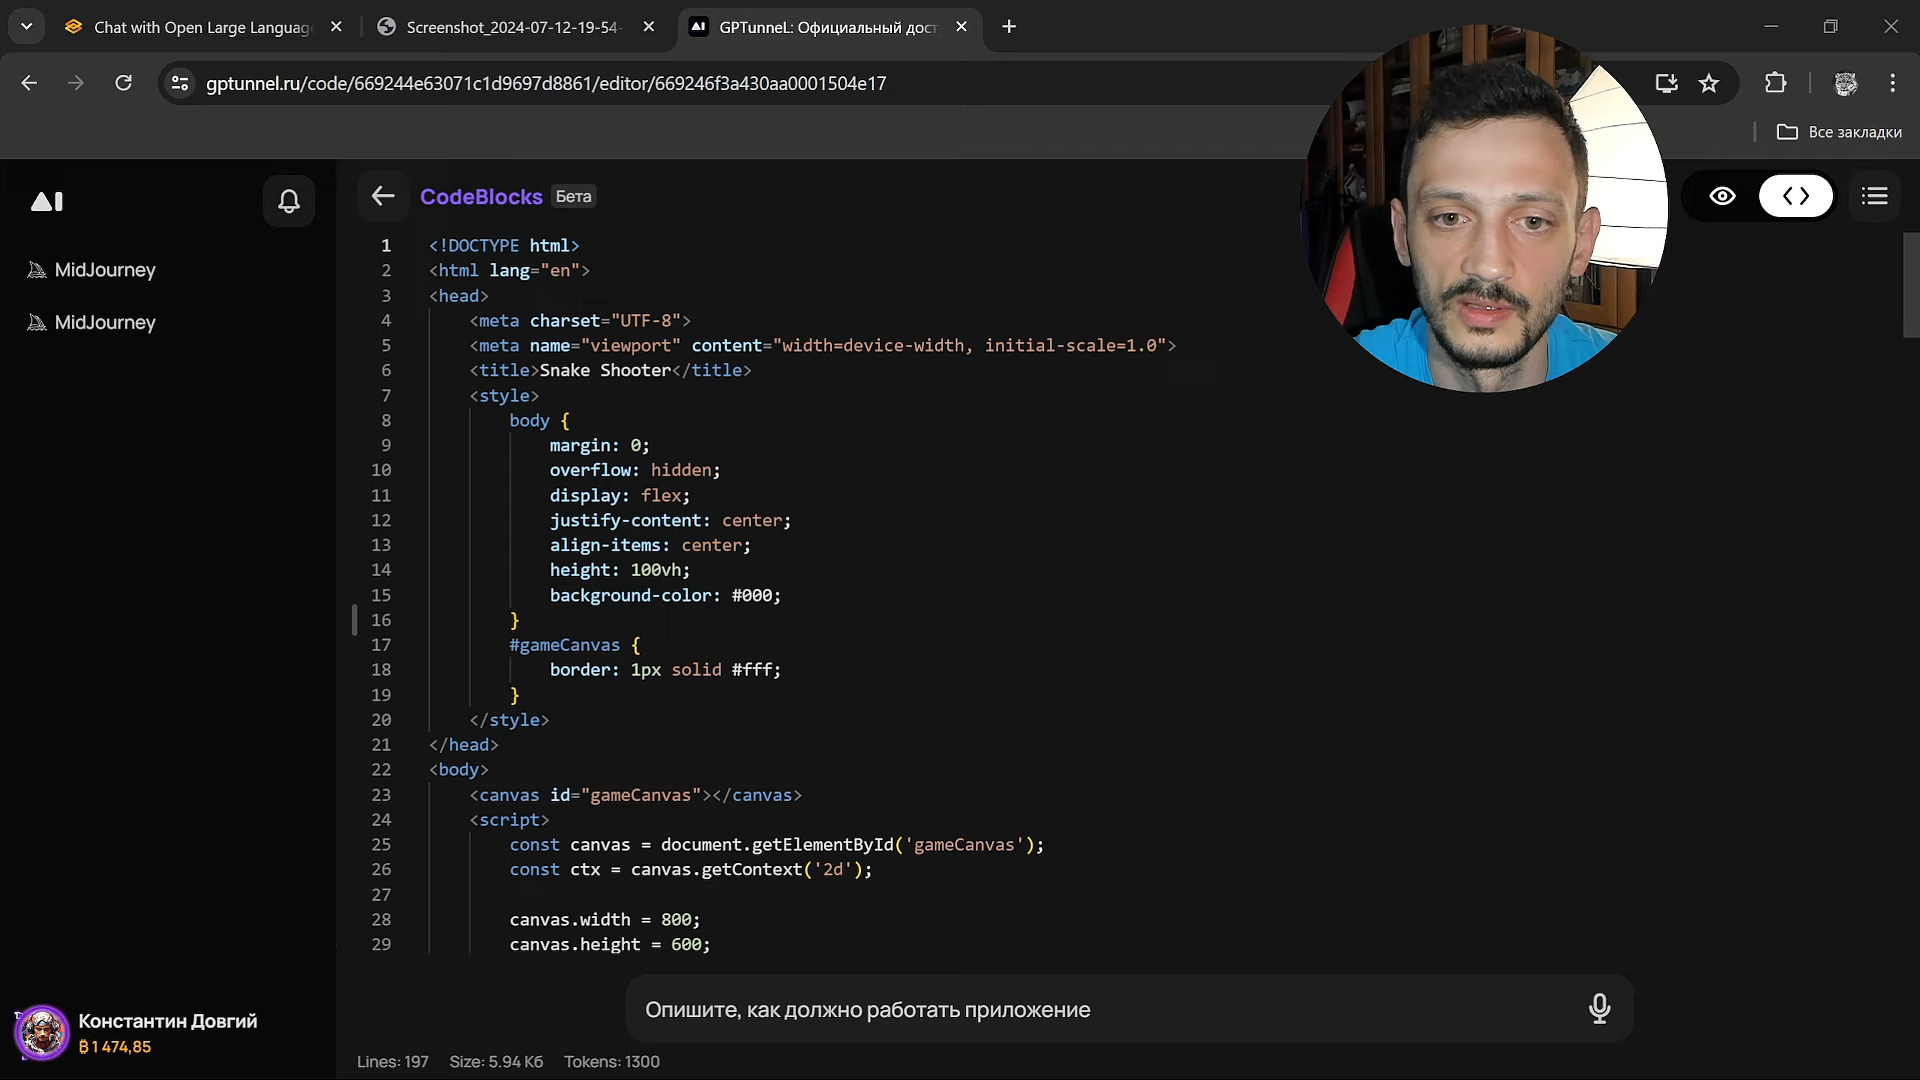 Chat with Open Large Languag
Screenshot_2024-07-12-19-54-
GPTunneL: Официальный дост
gptunnel.ru/code/669244e63071c1d9697d8861/editor/669246f3a430aa0001504e17
Все закладки
AI
MidJourney
MidJourney
CodeBlocks Бета
1 <!DOCTYPE html>
2 <html lang="en">
3 <head>
4 <meta charset="UTF-8">
5 <meta name="viewport" content="width=device-width, initial-scale=1.0">
6 <title>Snake Shooter</title>
7 <style>
8 body {
9 margin: 0;
10 overflow: hidden;
11 display: flex;
12 justify-content: center;
13 align-items: center;
14 height: 100vh;
15 background-color: #000;
16 }
17 #gameCanvas {
18 border: 1px solid #fff;
19 }
20 </style>
21 </head>
22 <body>
23 <canvas id="gameCanvas"></canvas>
24 <script>
25 const canvas = document.getElementById('gameCanvas');
26 const ctx = canvas.getContext('2d');
27
28 canvas.width = 800;
29 canvas.height = 600;
Опишите, как должно работать приложение
Константин Довгий
฿ 1 474,85
Lines: 197 Size: 5.94 Кб Tokens: 1300